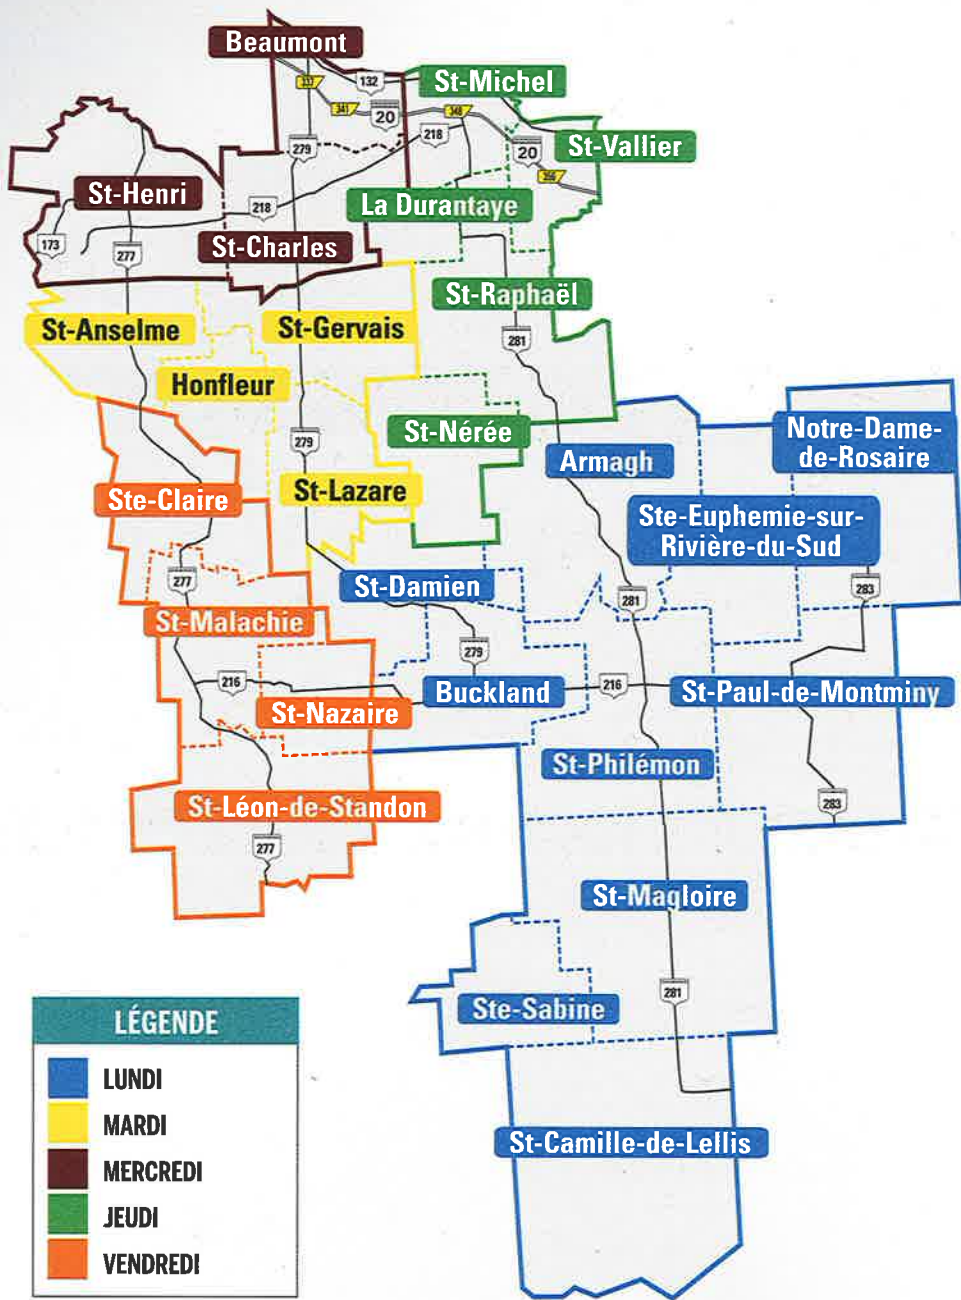 Beaumont
St-Michel
St-Vallier
St-Henri
La Durantaye
St-Charles
St-Raphaël
St-Anselme
St-Gervais
Honfleur
St-Nérée
Armagh
Notre-Dame-
de-Rosaire
Ste-Claire
St-Lazare
Ste-Euphemie-sur-
Rivière-du-Sud
St-Damien
St-Malachie
Buckland
St-Paul-de-Montminy
St-Nazaire
St-Philémon
St-Léon-de-Standon
St-Magloire
Ste-Sabine
St-Camille-de-Lellis
337
132
341
20
348
218
279
20
356
218
173
277
281
279
277
281
283
279
216
216
283
277
281
LÉGENDE
LUNDI
MARDI
MERCREDI
JEUDI
VENDREDI